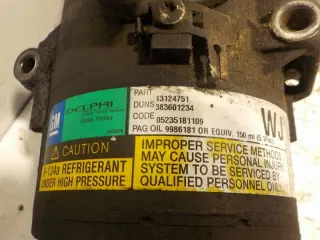 PART 13124751
DUNS 383601234
CODE 05235181109
PAG OIL 9986181 OR EQUIV. 150 ml
WJ
GM
DELPHI
CAUTION
R-134a REFRIGERANT
UNDER HIGH PRESSURE
IMPROPER SERVICE METHODS
MAY CAUSE PERSONAL INJURY
SYSTEM TO BE SERVICED BY
QUALIFIED PERSONNEL ONLY